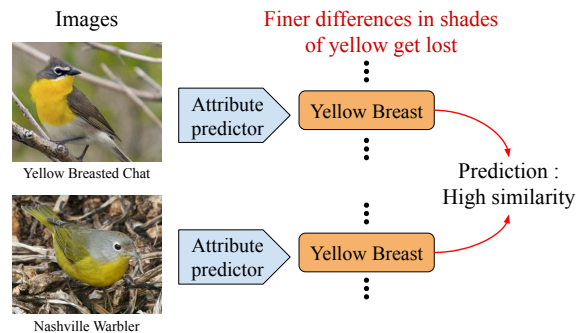 Images
Finer differences in shades
of yellow get lost
Attribute
predictor
Yellow Breast
Yellow Breasted Chat
Prediction :
High similarity
Attribute
predictor
Yellow Breast
Nashville Warbler